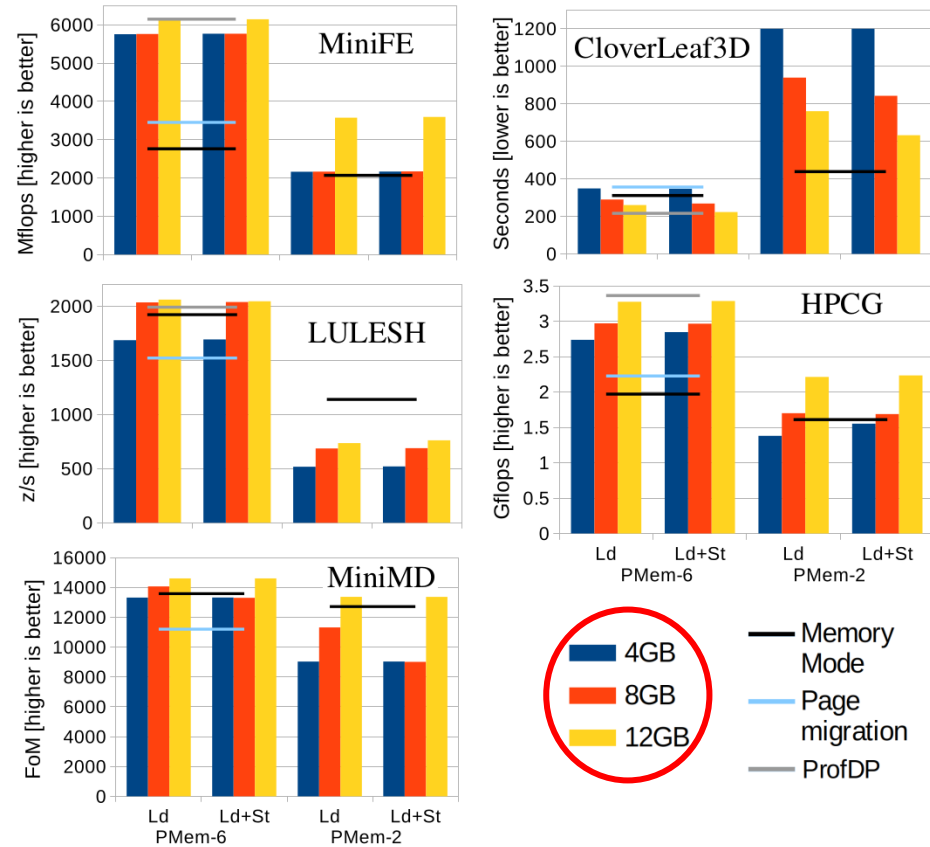 MiniFE
Mflops [higher is better]
6000
5000
4000
3000
2000
1000
0
CloverLeaf3D
Seconds [lower is better]
1200
1000
800
600
400
200
0
LULESH
z/s [higher is better]
2000
1500
1000
500
0
HPCG
Gflops [higher is better]
3.5
3
2.5
2
1.5
1
0.5
0
Ld Ld+St Ld Ld+St
PMem-6 PMem-2
MiniMD
FoM [higher is better]
16000
14000
12000
10000
8000
6000
4000
2000
0
Ld Ld+St Ld Ld+St
PMem-6 PMem-2
4GB
8GB
12GB
Memory
Mode
Page
migration
ProfDP